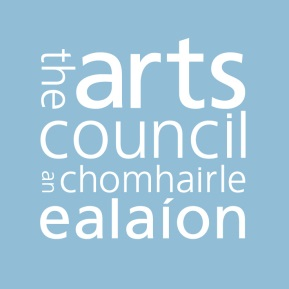 the arts
council
an chomhairle
ealaíon